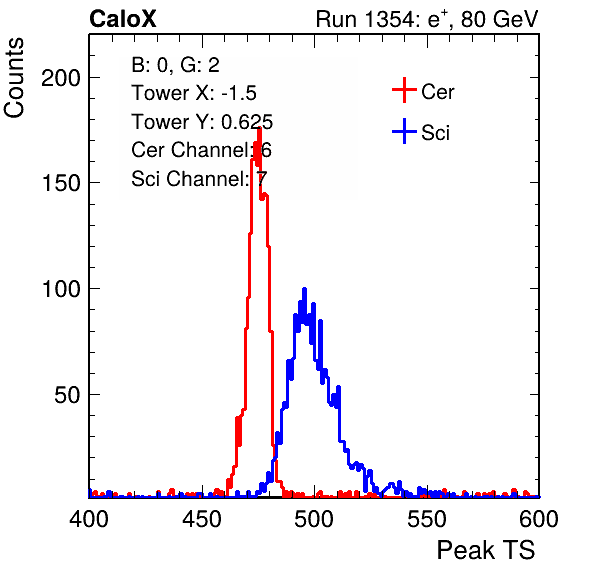 CaloX Run 1354: e⁺, 80 GeV
Counts
B: 0, G: 2
Tower X: -1.5
Tower Y: 0.625
Cer Channel: 6
Sci Channel: 7
Cer
Sci
200
150
100
50
400 450 500 550 600
Peak TS